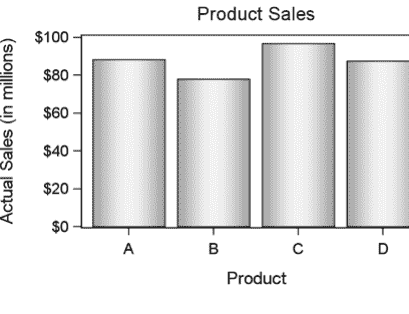 Product Sales
Actual Sales (in millions)
$100
$80
$60
$40
$20
$0
A B C D
Product